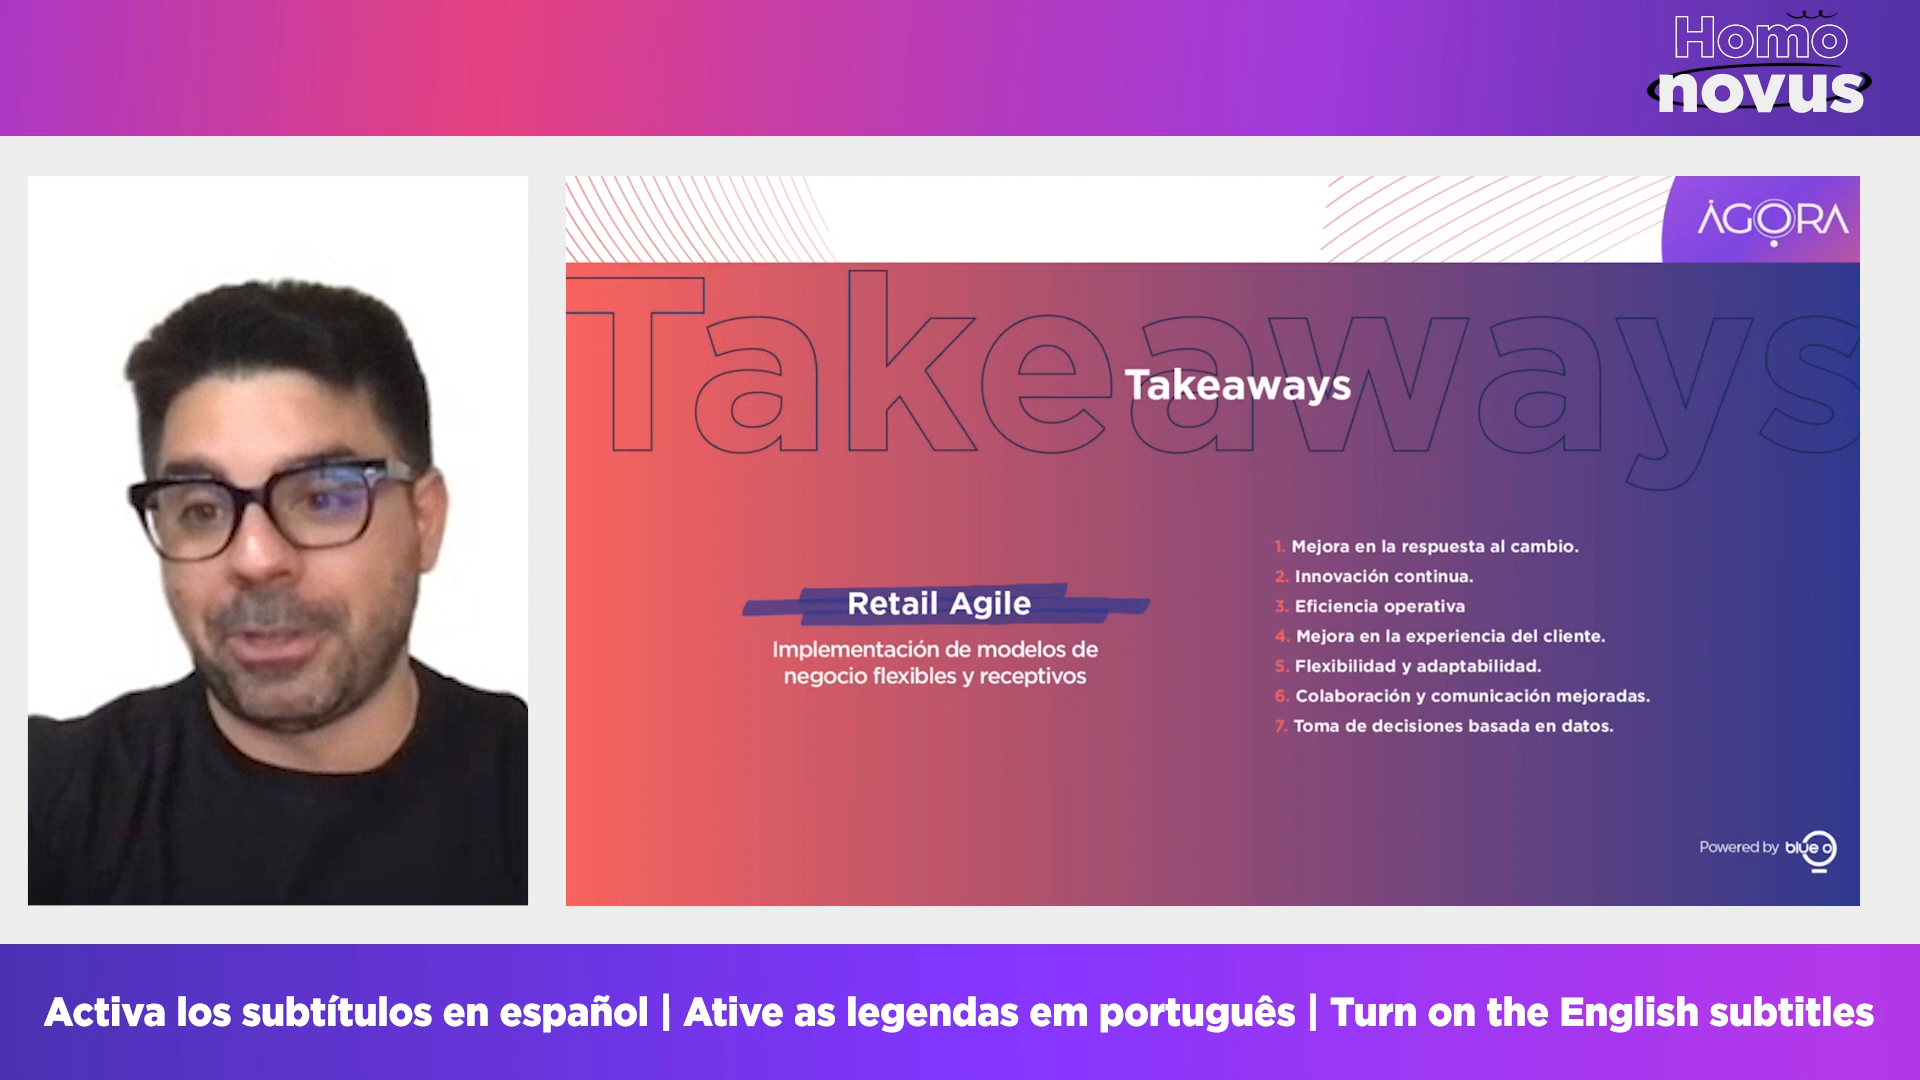 Homo
novus
ÁGORA
Takeaways
Takeaways
Retail Agile
Implementación de modelos de
negocio flexibles y receptivos
1. Mejora en la respuesta al cambio.
2. Innovación continua.
3. Eficiencia operativa
4. Mejora en la experiencia del cliente.
5. Flexibilidad y adaptabilidad.
6. Colaboración y comunicación mejoradas.
7. Toma de decisiones basada en datos.
Powered by blue o
Activa los subtítulos en español | Ative as legendas em português | Turn on the English subtitles